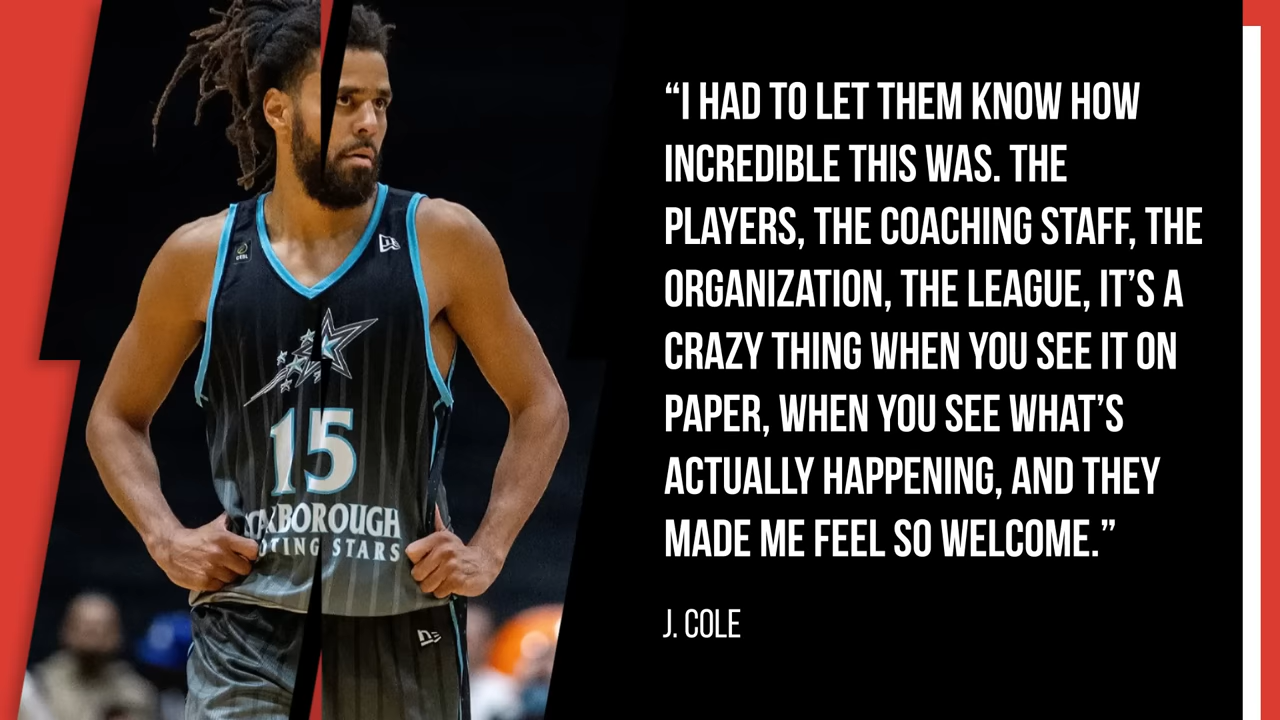 “I HAD TO LET THEM KNOW HOW
INCREDIBLE THIS WAS. THE
PLAYERS, THE COACHING STAFF, THE
ORGANIZATION, THE LEAGUE, IT’S A
CRAZY THING WHEN YOU SEE IT ON
PAPER, WHEN YOU SEE WHAT’S
ACTUALLY HAPPENING, AND THEY
MADE ME FEEL SO WELCOME.”
J. COLE
CEBL
15
STARS